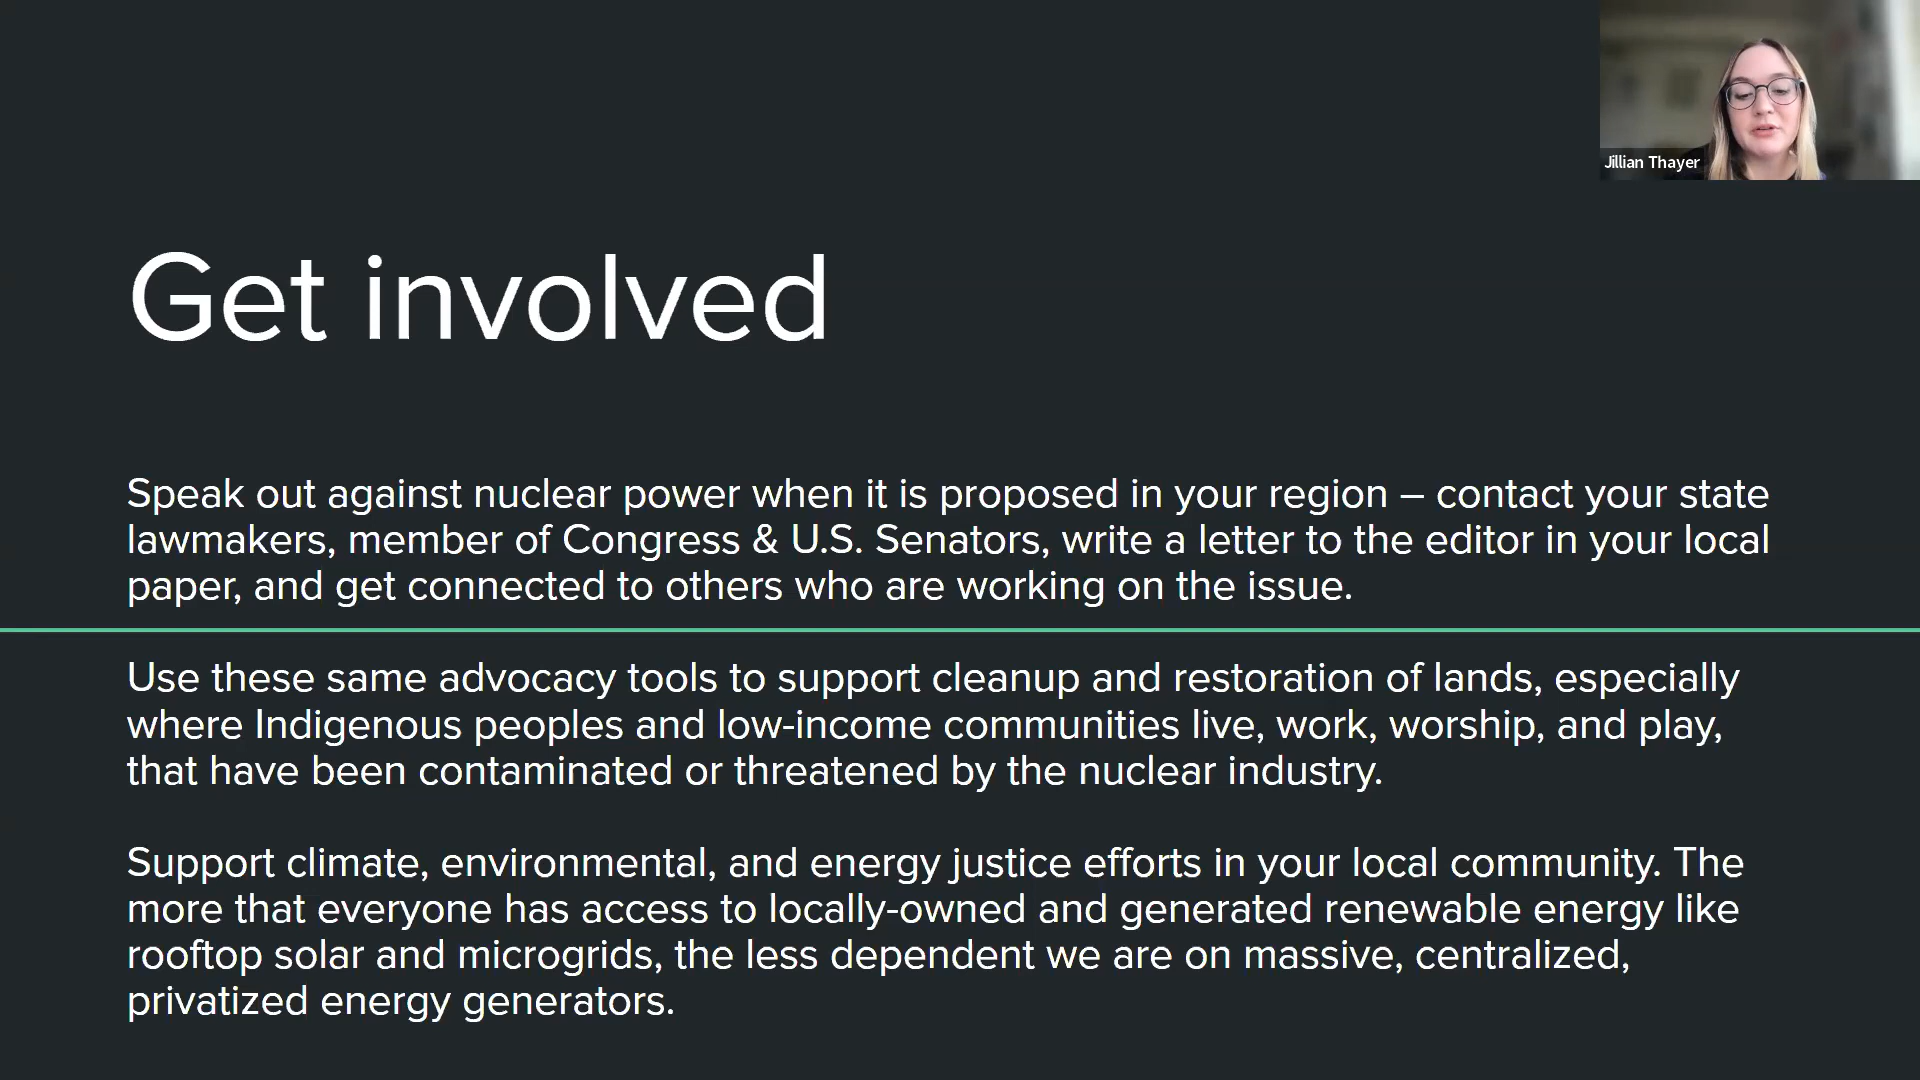 Jillian Thayer
Get involved
Speak out against nuclear power when it is proposed in your region – contact your state
lawmakers, member of Congress & U.S. Senators, write a letter to the editor in your local
paper, and get connected to others who are working on the issue.
Use these same advocacy tools to support cleanup and restoration of lands, especially
where Indigenous peoples and low-income communities live, work, worship, and play,
that have been contaminated or threatened by the nuclear industry.
Support climate, environmental, and energy justice efforts in your local community. The
more that everyone has access to locally-owned and generated renewable energy like
rooftop solar and microgrids, the less dependent we are on massive, centralized,
privatized energy generators.